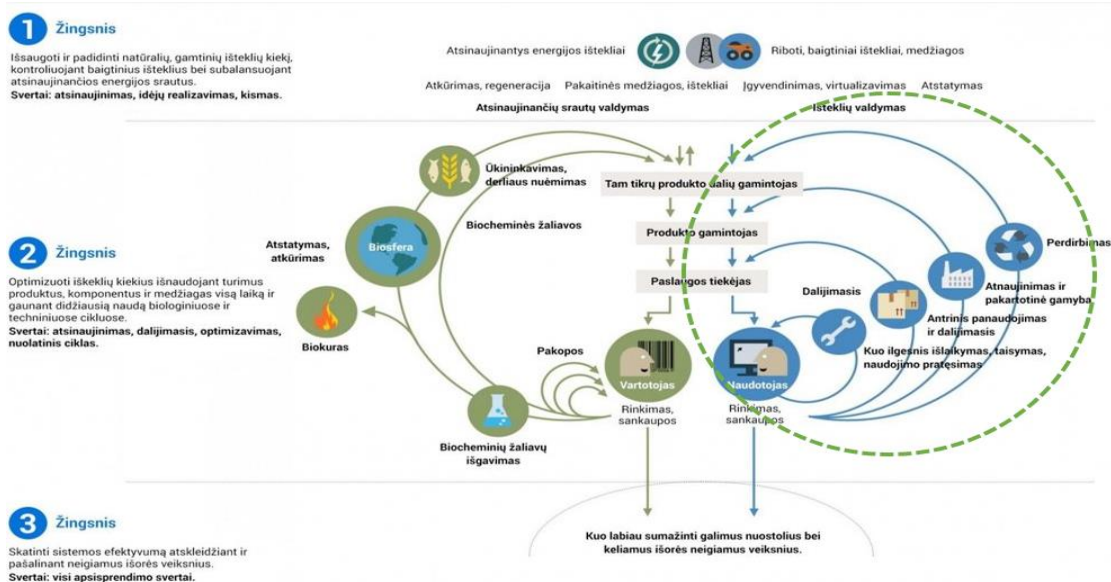 1 Žingsnis
Išsaugoti ir padidinti natūralių, gamtinių išteklių kiekį,
kontroliuojant baigtinius išteklius bei subalansuojant
atsinaujinančios energijos srautus.
Svertai: atsinaujinimas, idėjų realizavimas, kismas.
Atsinaujinantys energijos ištekliai
Riboti, baigtiniai ištekliai, medžiagos
Atkūrimas, regeneracija
Pakaitinės medžiagos, ištekliai
Įgyvendinimas, virtualizavimas
Atstatymas
Atsinaujinančių srautų valdymas
Išteklių valdymas
2 Žingsnis
Optimizuoti iškeklių kiekius išnaudojant turimus
produktus, komponentus ir medžiagas visą laiką ir
gaunant didžiausią naudą biologiniuose ir
techniniuose cikluose.
Svertai: atsinaujinimas, dalijimasis, optimizavimas,
nuolatinis ciklas.
Ūkininkavimas,
derliaus nuėmimas
Biocheminės žaliavos
Atstatymas,
atkūrimas
Biosfera
Biokuras
Biocheminių žaliavų
išgavimas
Pakopos
Tam tikrų produkto dalių gamintojas
Produkto gamintojas
Paslaugos tiekėjas
Vartotojas
Rinkimas,
sankaupos
Naudotojas
Rinkimas,
sankaupos
Dalijimasis
Kuo ilgesnis išlaikymas, taisymas,
naudojimo pratęsimas
Antrinis panaudojimas
ir dalijimasis
Atnaujinimas ir
pakartotinė gamyba
Perdirbimas
3 Žingsnis
Skatinti sistemos efektyvumą atskleidžiant ir
pašalinant neigiamus išorės veiksnius.
Svertai: visi apsisprendimo svertai.
Kuo labiau sumažinti galimus nuostolius bei
keliamus išorės neigiamus veiksnius.